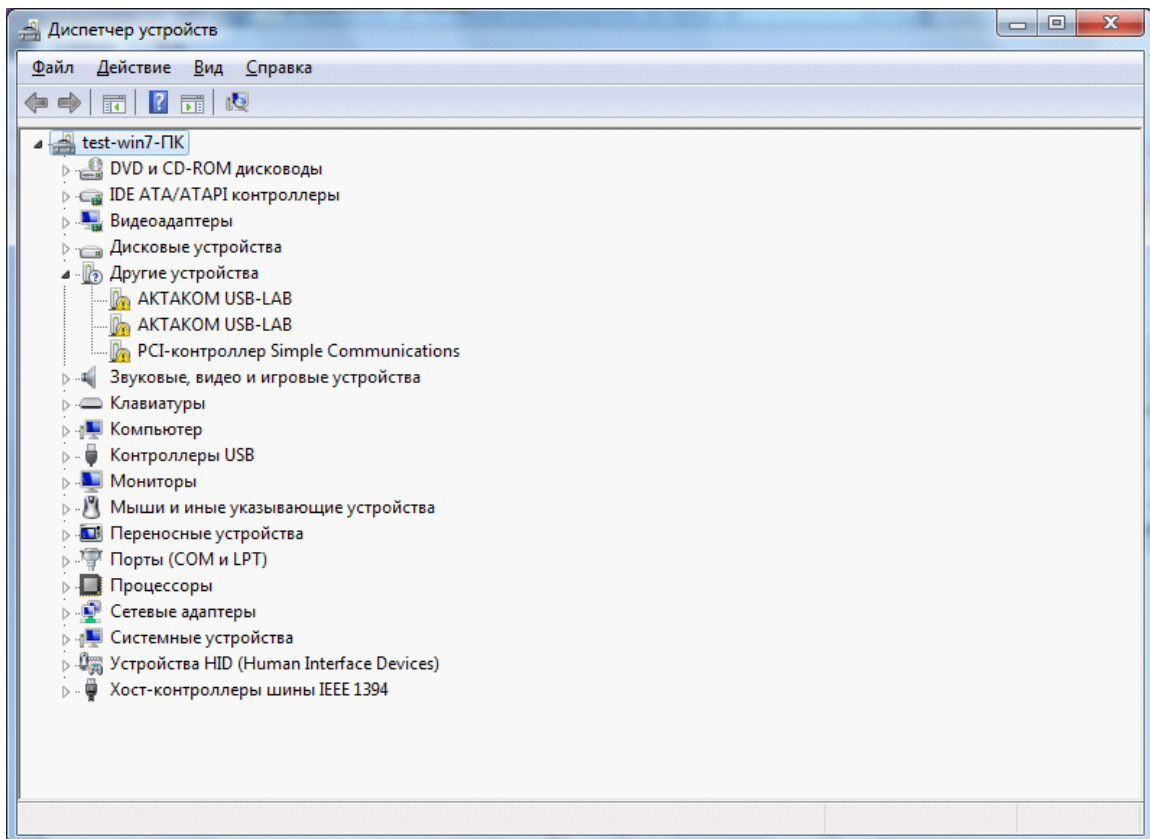 Диспетчер устройств
Файл Действие Вид Справка
test-win7-ПК
DVD и CD-ROM дисководы
IDE ATA/ATAPI контроллеры
Видеоадаптеры
Дисковые устройства
Другие устройства
AKTAKOM USB-LAB
AKTAKOM USB-LAB
PCI-контроллер Simple Communications
Звуковые, видео и игровые устройства
Клавиатуры
Компьютер
Контроллеры USB
Мониторы
Мыши и иные указывающие устройства
Переносные устройства
Порты (COM и LPT)
Процессоры
Сетевые адаптеры
Системные устройства
Устройства HID (Human Interface Devices)
Хост-контроллеры шины IEEE 1394